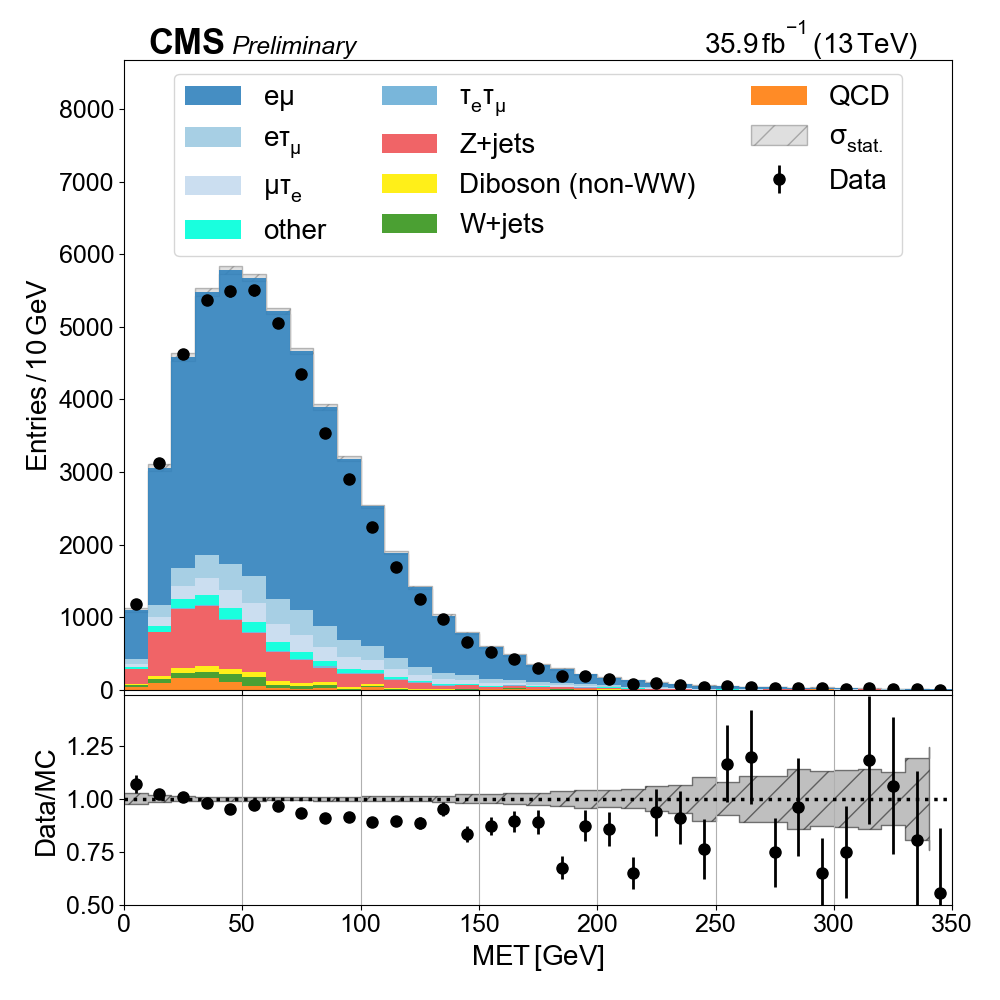 CMS Preliminary 35.9 fb⁻¹ (13 TeV)
eμ
eτμ
μτe
other
τeτμ
Z+jets
Diboson (non-WW)
W+jets
QCD
σstat.
Data
Entries / 10 GeV
8000
7000
6000
5000
4000
3000
2000
1000
0
Data/MC
1.25
1.00
0.75
0.50
0 50 100 150 200 250 300 350
MET [GeV]